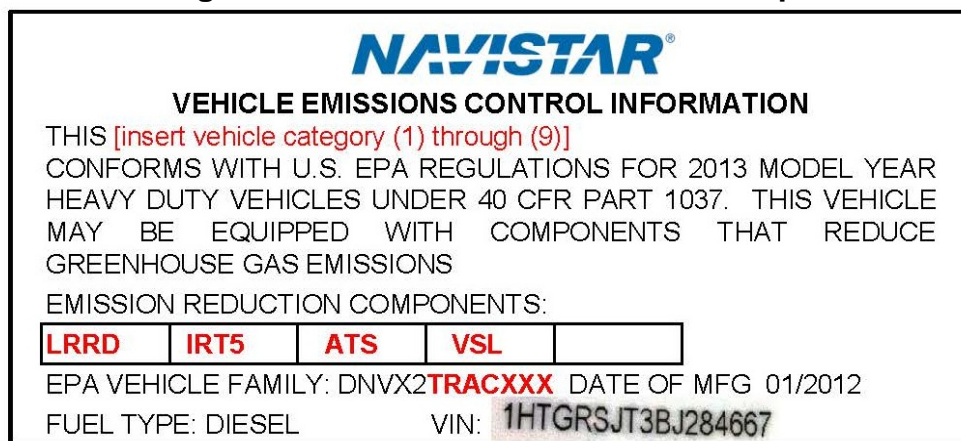 NAVISTAR®
VEHICLE EMISSIONS CONTROL INFORMATION
THIS [insert vehicle category (1) through (9)]
CONFORMS WITH U.S. EPA REGULATIONS FOR 2013 MODEL YEAR
HEAVY DUTY VEHICLES UNDER 40 CFR PART 1037. THIS VEHICLE
MAY BE EQUIPPED WITH COMPONENTS THAT REDUCE
GREENHOUSE GAS EMISSIONS
EMISSION REDUCTION COMPONENTS:
LRRD IRT5 ATS VSL
EPA VEHICLE FAMILY: DNVX2TRACXXX DATE OF MFG 01/2012
FUEL TYPE: DIESEL VIN: 1HTGRSJT3BJ284667